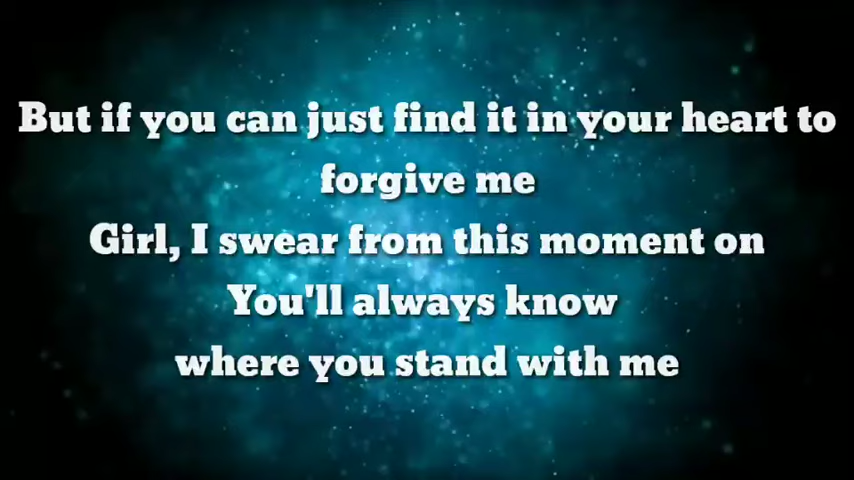 But if you can just find it in your heart to
forgive me
Girl, I swear from this moment on
You'll always know
where you stand with me